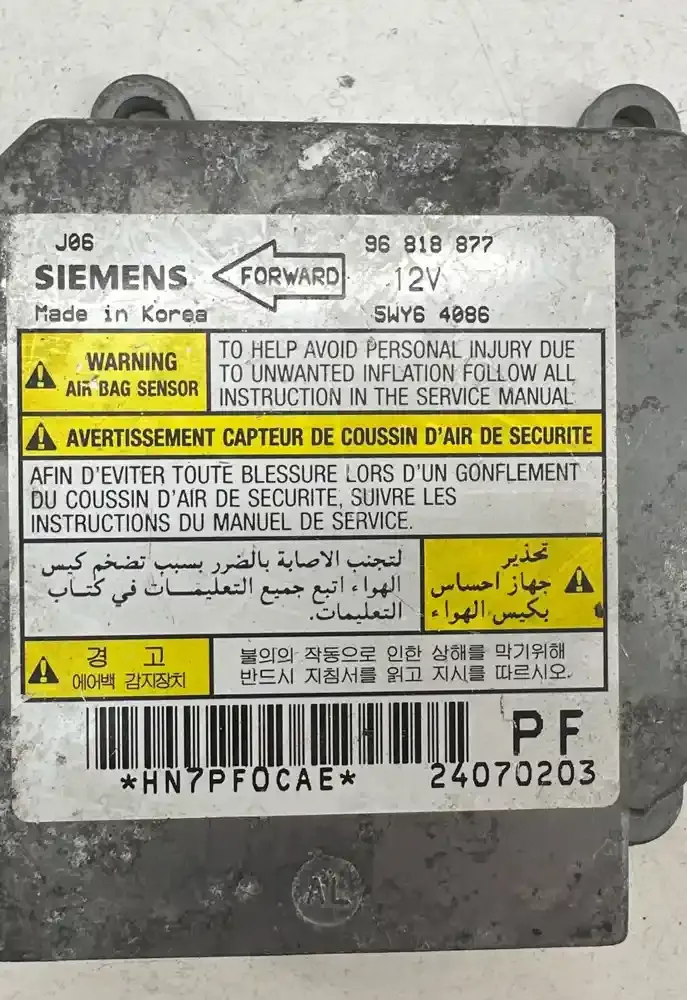 J06
96 818 877
SIEMENS
FORWARD
12V
Made in Korea
5WY6 4086
WARNING
AIR BAG SENSOR
TO HELP AVOID PERSONAL INJURY DUE
TO UNWANTED INFLATION FOLLOW ALL
INSTRUCTION IN THE SERVICE MANUAL
AVERTISSEMENT CAPTEUR DE COUSSIN D'AIR DE SECURITE
AFIN D'EVITER TOUTE BLESSURE LORS D'UN GONFLEMENT
DU COUSSIN D'AIR DE SECURITE, SUIVRE LES
INSTRUCTIONS DU MANUEL DE SERVICE.
تحذير
جهاز احساس
بكيس الهواء
لتجنب الاصابة بالضرر بسبب تضخم كيس
الهواء اتبع جميع التعليمات في كتاب
التعليمات.
경 고
에어백 감지장치
불의의 작동으로 인한 상해를 막기위해
반드시 지침서를 읽고 지시를 따르시오.
PF
*HN7PFOCAE*
24070203
AL